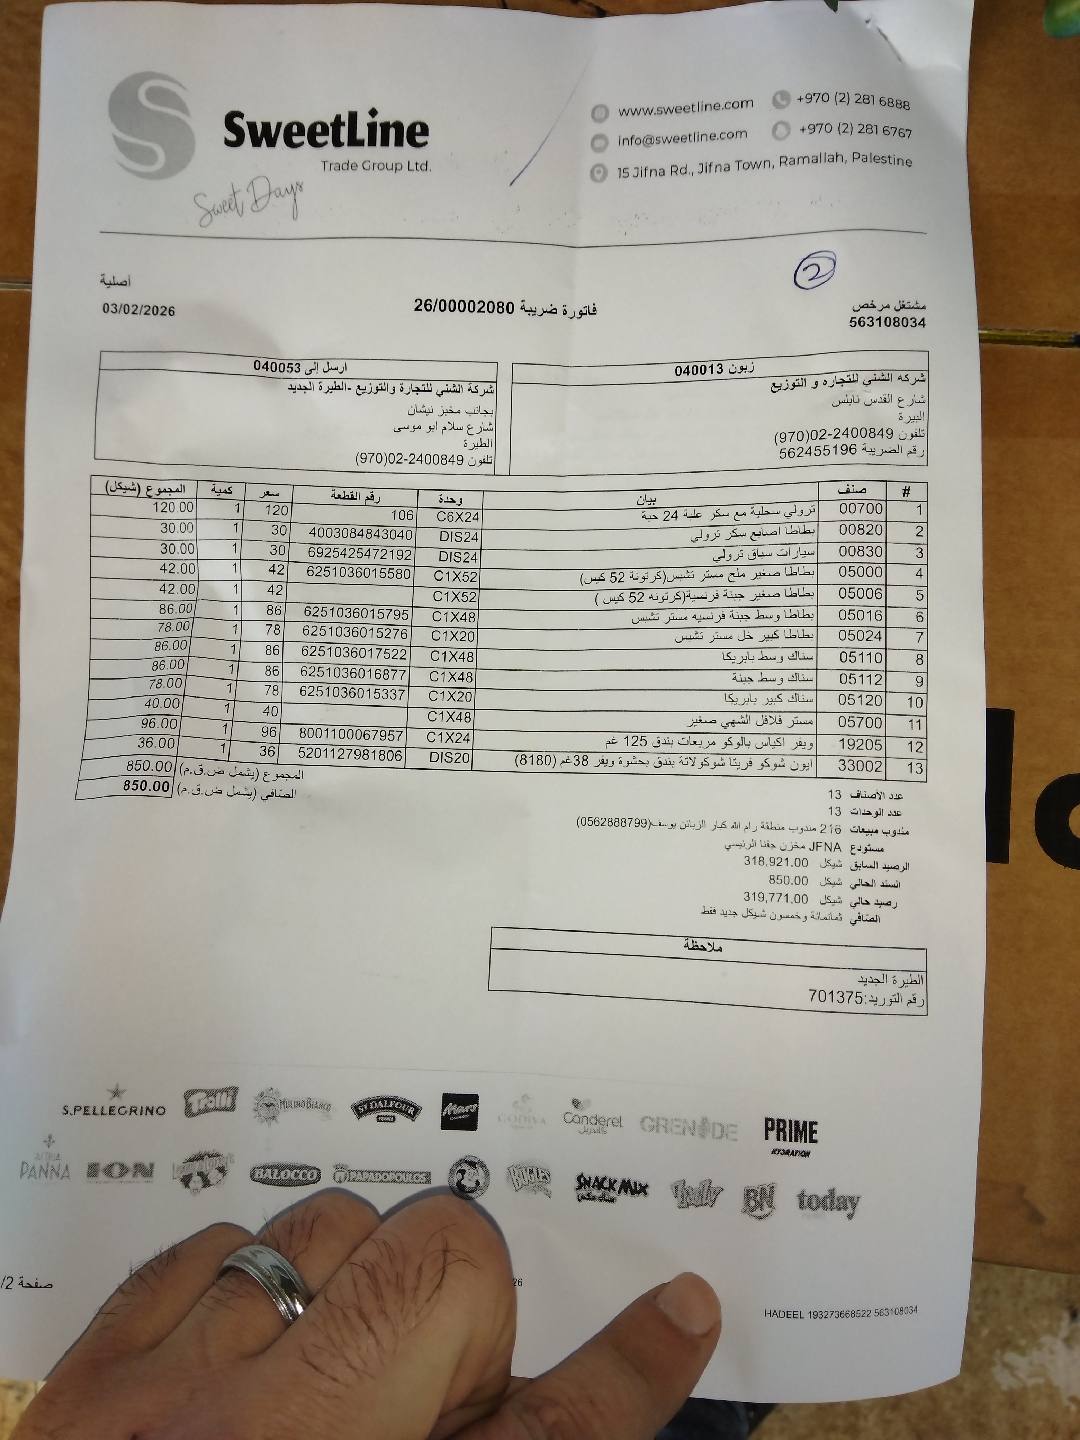 SweetLine
Trade Group Ltd.
Sweet Days
www.sweetline.com +970 (2) 281 6888
info@sweetline.com +970 (2) 281 6767
15 Jifna Rd., Jifna Town, Ramallah, Palestine
2
أصلية
مشتغل مرخص
563108034
فاتورة ضريبة 26/00002080
03/02/2026
زبون 040013
شركه الشني للتجاره و التوزيع
شارع القدس نابلس
البيرة
تلفون 02-2400849(970)
رقم الضريبة 562455196
ارسل إلى 040053
شركة الشني للتجارة والتوزيع -الطيرة الجديد
بجانب مخبز نيشان
شارع سلام ابو موسى
الطيرة
تلفون 02-2400849(970)
# صنف بيان وحدة رقم القطعة سعر كمية المجموع (شيكل)
1 00700 ترولي سحلية مع سكر علبة 24 حبة C6X24 106 120 1 120.00
2 00820 بطاطا اصابع سكر ترولي DIS24 4003084843040 30 1 30.00
3 00830 سيارات سباق ترولي DIS24 6925425472192 30 1 30.00
4 05000 بطاطا صغير ملح مستر تشبس(كرتونة 52 كيس) C1X52 6251036015580 42 1 42.00
5 05006 بطاطا صغير جبنة فرنسية(كرتونه 52 كيس ) C1X52 42 1 42.00
6 05016 بطاطا وسط جبنة فرنسيه مستر تشبس C1X48 6251036015795 86 1 86.00
7 05024 بطاطا كبير خل مستر تشبس C1X20 6251036015276 78 1 78.00
8 05110 سناك وسط بابريكا C1X48 6251036017522 86 1 86.00
9 05112 سناك وسط جبنة C1X48 6251036016877 86 1 86.00
10 05120 سناك كبير بابريكا C1X20 6251036015337 78 1 78.00
11 05700 مستر فلافل الشهي صغير C1X48 40 1 40.00
12 19205 ويفر اكياس بالوكو مربعات بندق 125 غم C1X24 8001100067957 96 1 96.00
13 33002 ايون شوكو فريتا شوكولاتة بندق بحشوة ويفر 38غم (8180) DIS20 5201127981806 36 1 36.00
المجموع (يشمل ض.ق.م) 850.00
الصافي (يشمل ض.ق.م) 850.00
عدد الأصناف 13
عدد الوحدات 13
مندوب مبيعات 216 مندوب منطقة رام الله كبار الزبائن يوسف(0562888799)
مستودع JFNA مخزن جفنا الرئيسي
الرصيد السابق شيكل 318,921.00
السند الحالي شيكل 850.00
رصيد حالي شيكل 319,771.00
الصافي ثمانمائة وخمسون شيكل جديد فقط
ملاحظة
الطيرة الجديد
رقم التوريد:701375
S.PELLEGRINO Trolli MULINO BIANCO ST DALFOUR Mars GODIVA Canderel كاندريل GRENADE PRIME HYDRATION
ACQUA PANNA ION BALOCCO PAPADOPOULOS BUGLES SNACK MIX سناك مكس BN today
صفحة 2/
26
HADEEL 193273668522 563108034